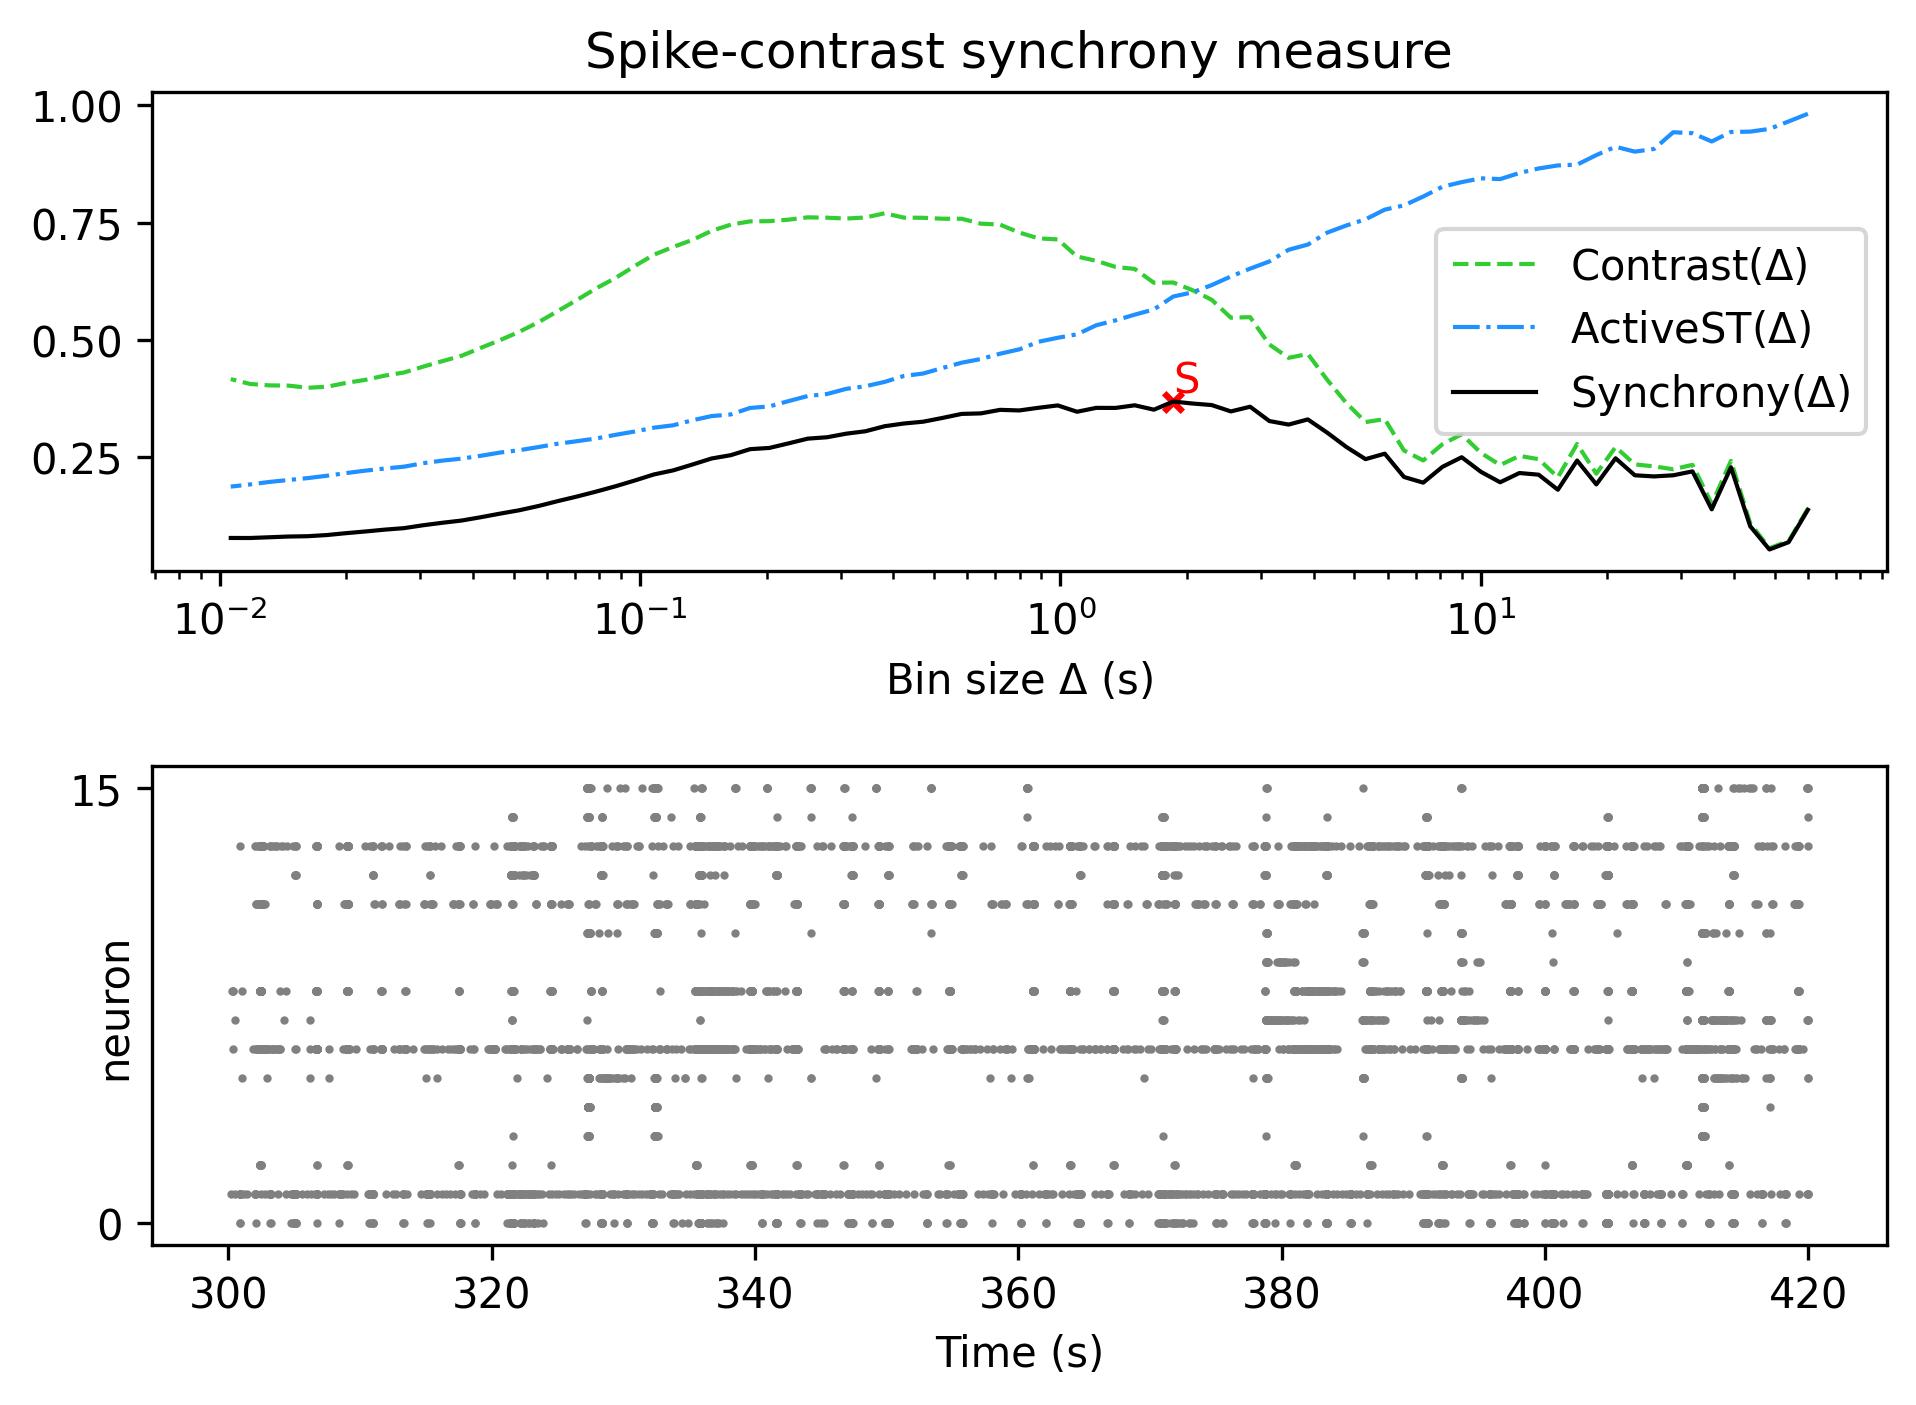 Spike-contrast synchrony measure
1.00
0.75
0.50
0.25
S
Contrast(Δ)
ActiveST(Δ)
Synchrony(Δ)
10⁻² 10⁻¹ 10⁰ 10¹
Bin size Δ (s)
15
0
neuron
300 320 340 360 380 400 420
Time (s)